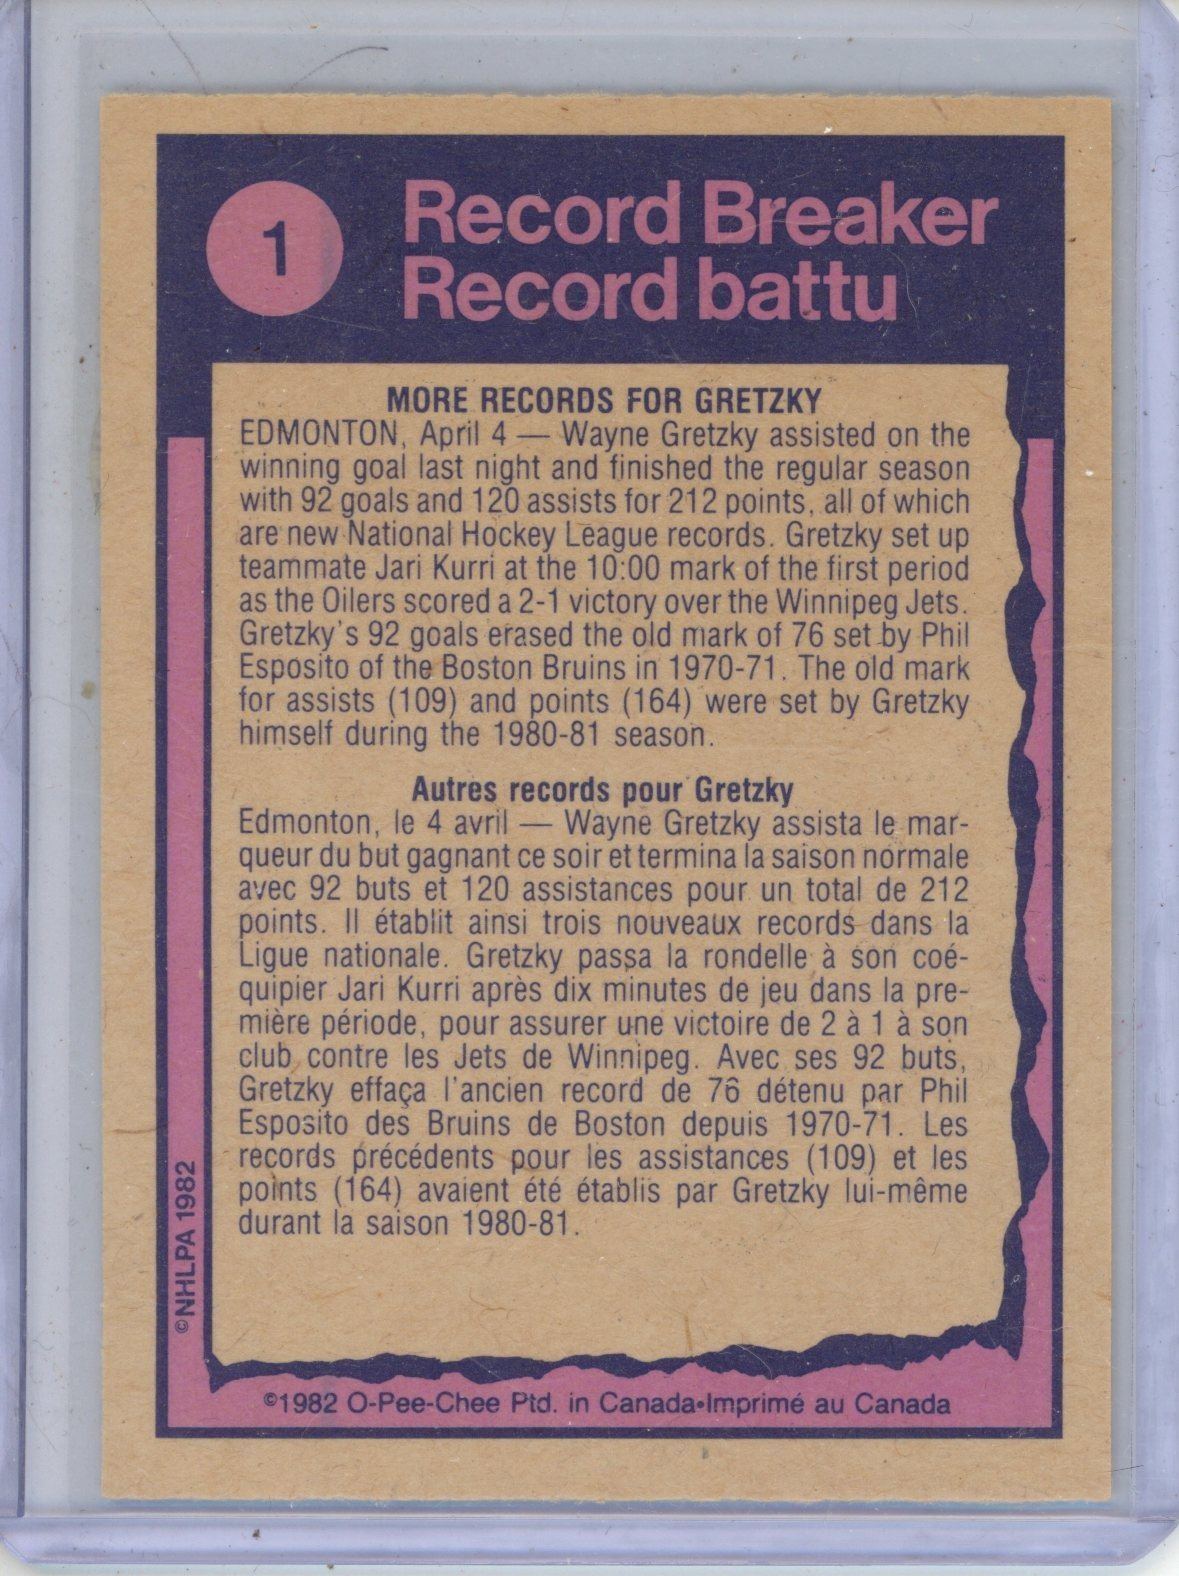 1
Record Breaker
Record battu
MORE RECORDS FOR GRETZKY
EDMONTON, April 4 — Wayne Gretzky assisted on the
winning goal last night and finished the regular season
with 92 goals and 120 assists for 212 points, all of which
are new National Hockey League records. Gretzky set up
teammate Jari Kurri at the 10:00 mark of the first period
as the Oilers scored a 2-1 victory over the Winnipeg Jets.
Gretzky's 92 goals erased the old mark of 76 set by Phil
Esposito of the Boston Bruins in 1970-71. The old mark
for assists (109) and points (164) were set by Gretzky
himself during the 1980-81 season.
Autres records pour Gretzky
Edmonton, le 4 avril — Wayne Gretzky assista le mar-
queur du but gagnant ce soir et termina la saison normale
avec 92 buts et 120 assistances pour un total de 212
points. Il établit ainsi trois nouveaux records dans la
Ligue nationale. Gretzky passa la rondelle à son coé-
quipier Jari Kurri après dix minutes de jeu dans la pre-
mière période, pour assurer une victoire de 2 à 1 à son
club contre les Jets de Winnipeg. Avec ses 92 buts,
Gretzky effaça l'ancien record de 76 détenu par Phil
Esposito des Bruins de Boston depuis 1970-71. Les
records précédents pour les assistances (109) et les
points (164) avaient été établis par Gretzky lui-même
durant la saison 1980-81.
©NHLPA 1982
©1982 O-Pee-Chee Ptd. in Canada•Imprimé au Canada